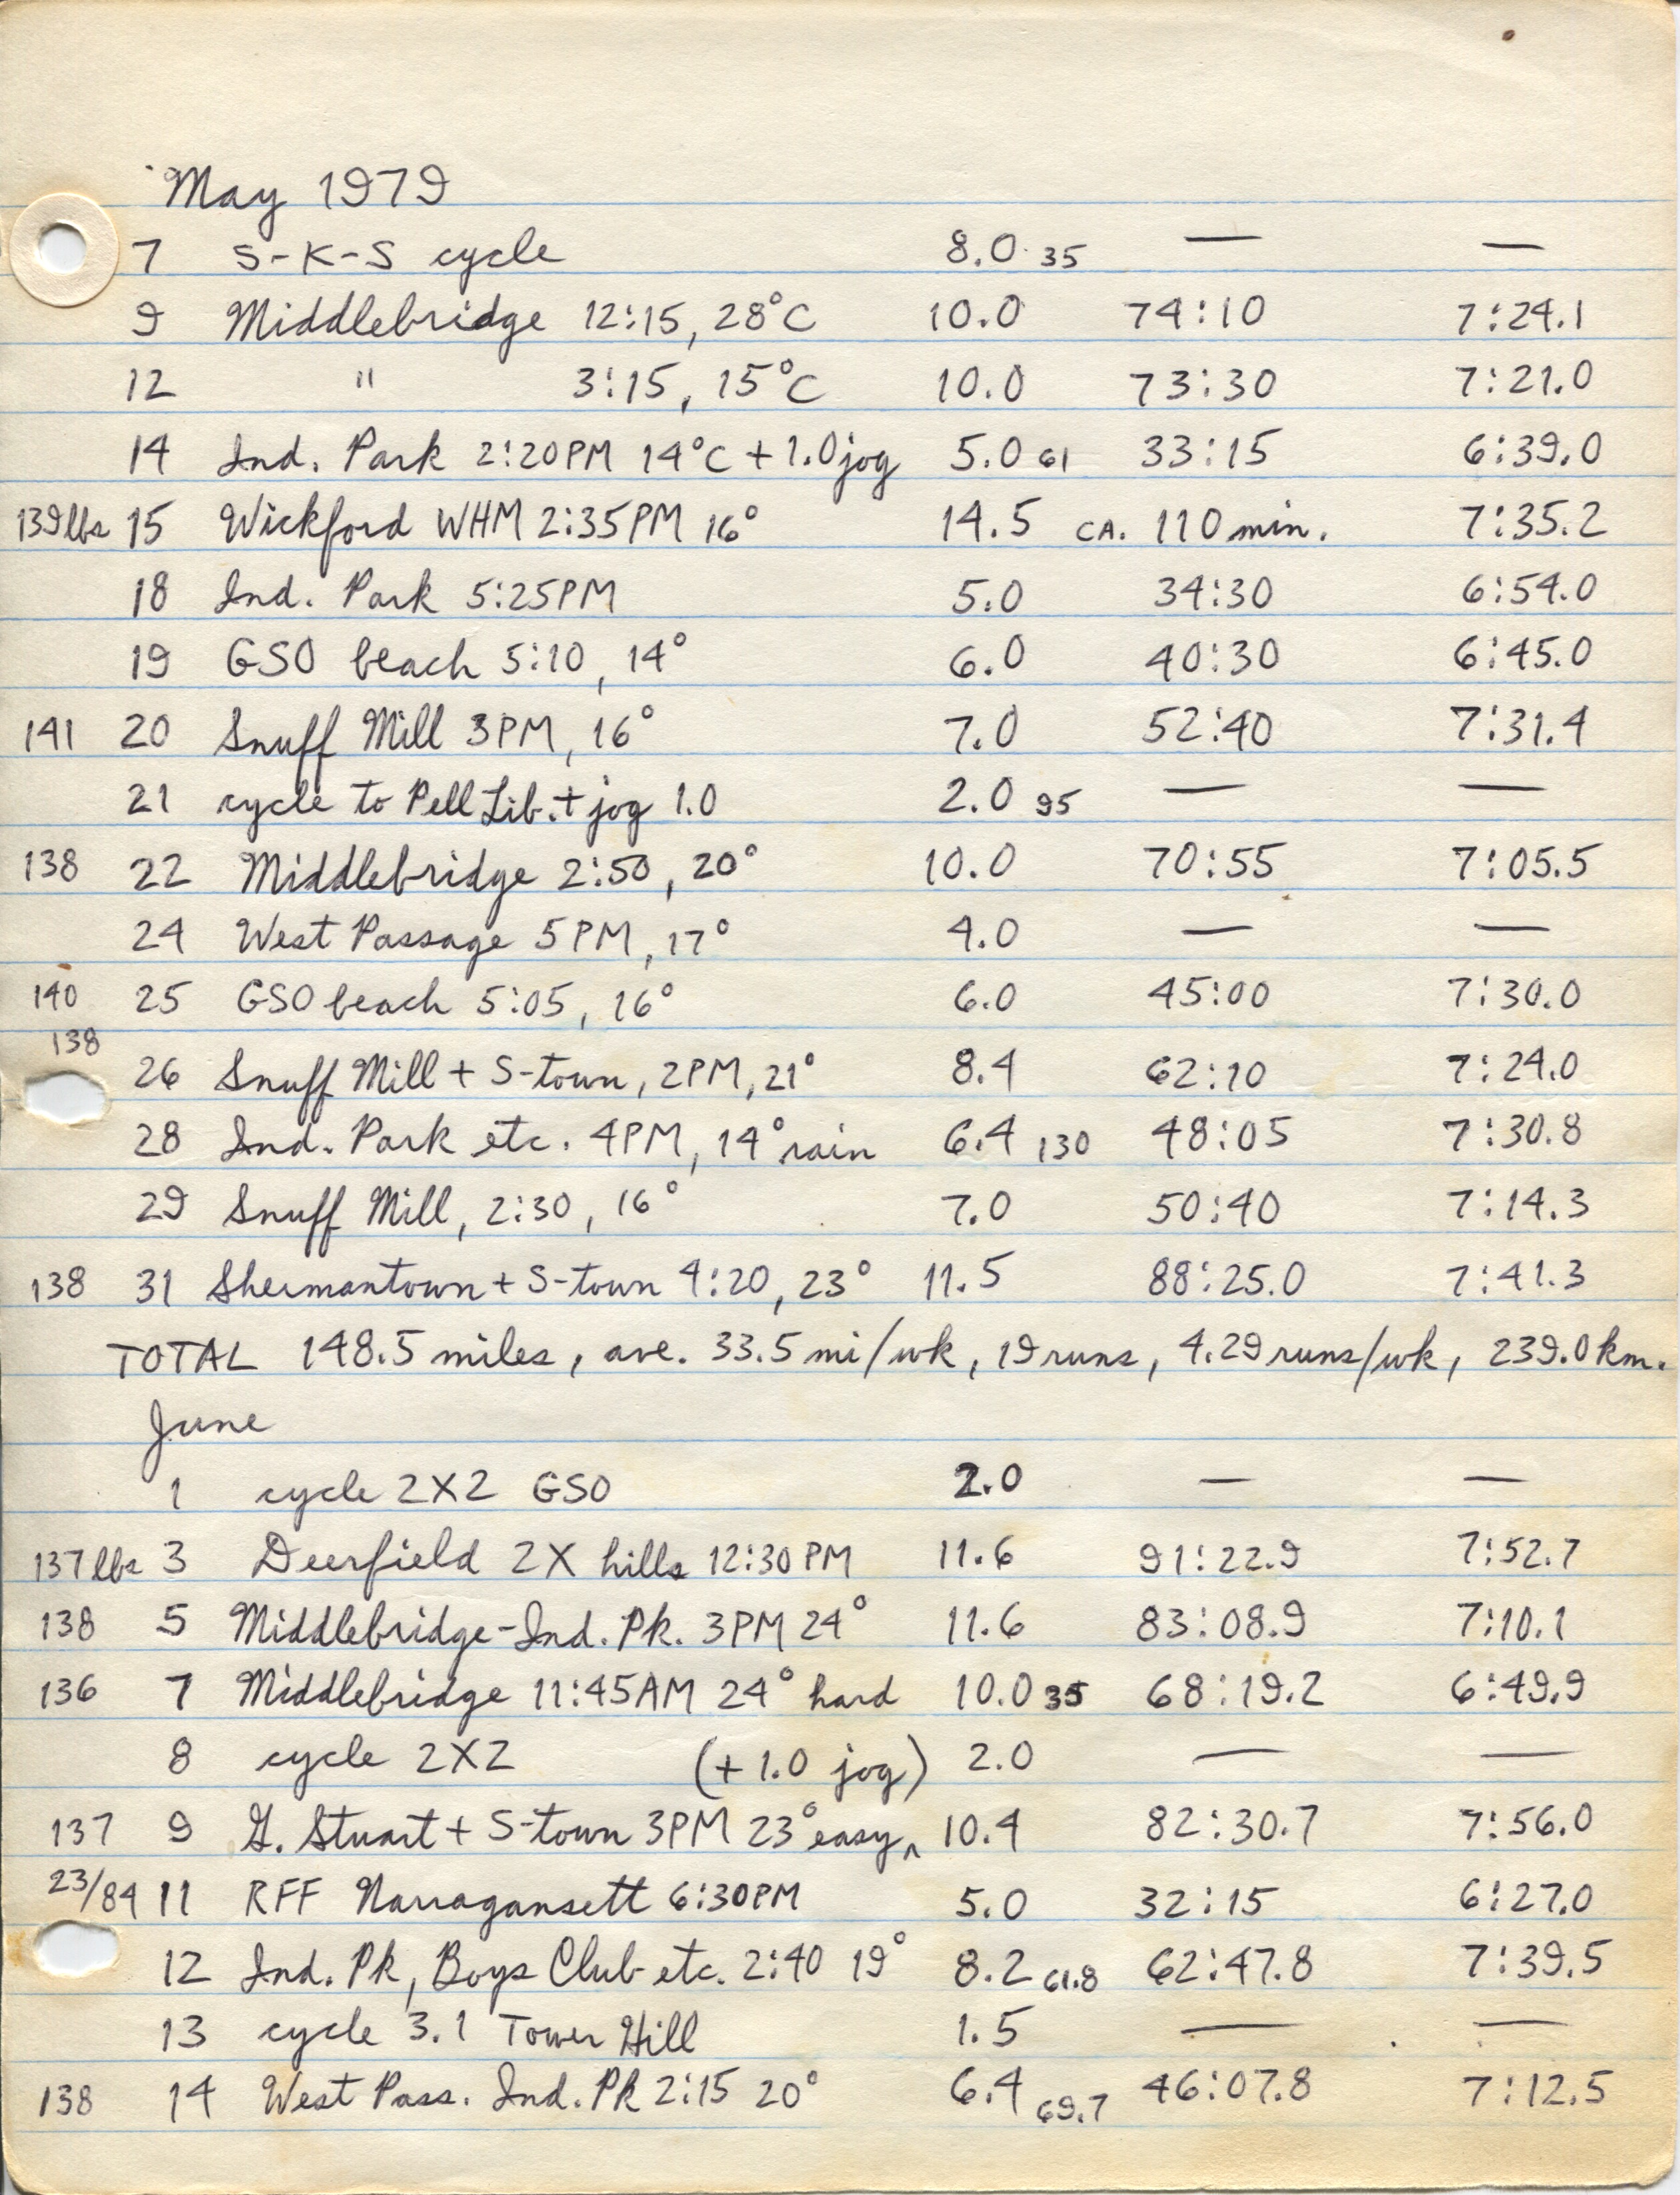 May 1979
7 S-K-S cycle 8.0 35 — —
9 Middlebridge 12:15, 28°C 10.0 74:10 7:24.1
12 " 3:15, 15°C 10.0 73:30 7:21.0
14 Ind. Park 2:20PM 14°C + 1.0 jog 5.0 61 33:15 6:39.0
139lbs 15 Wickford WHM 2:35PM 16° 14.5 CA. 110 min. 7:35.2
18 Ind. Park 5:25PM 5.0 34:30 6:54.0
19 GSO beach 5:10, 14° 6.0 40:30 6:45.0
141 20 Snuff Mill 3PM, 16° 7.0 52:40 7:31.4
21 cycle to Pell Lib. + jog 1.0 2.0 95 — —
138 22 Middlebridge 2:50, 20° 10.0 70:55 7:05.5
24 West Passage 5PM, 17° 4.0 — —
140 25 GSO beach 5:05, 16° 6.0 45:00 7:30.0
138
26 Snuff Mill + S-town, 2PM, 21° 8.4 62:10 7:24.0
28 Ind. Park etc. 4PM, 14° rain 6.4 130 48:05 7:30.8
29 Snuff Mill, 2:30, 16° 7.0 50:40 7:14.3
138 31 Shermantown + S-town 4:20, 23° 11.5 88:25.0 7:41.3
TOTAL 148.5 miles, ave. 33.5 mi/wk, 19 runs, 4.29 runs/wk, 239.0 km.
June
1 cycle 2X2 GSO 2.0 — —
137 lbs 3 Deerfield 2X hills 12:30 PM 11.6 91:22.9 7:52.7
138 5 Middlebridge-Ind. Pk. 3PM 24° 11.6 83:08.9 7:10.1
136 7 Middlebridge 11:45AM 24° hard 10.0 35 68:19.2 6:49.9
8 cycle 2X2 (+ 1.0 jog) 2.0 — —
137 9 G. Stuart + S-town 3PM 23° easy 10.4 82:30.7 7:56.0
23/84 11 RFF Narragansett 6:30PM 5.0 32:15 6:27.0
12 Ind. Pk, Boys Club etc. 2:40 19° 8.2 61.8 62:47.8 7:39.5
13 cycle 3.1 Tower Hill 1.5 — —
138 14 West Pass. Ind. Pk 2:15 20° 6.4 69.7 46:07.8 7:12.5